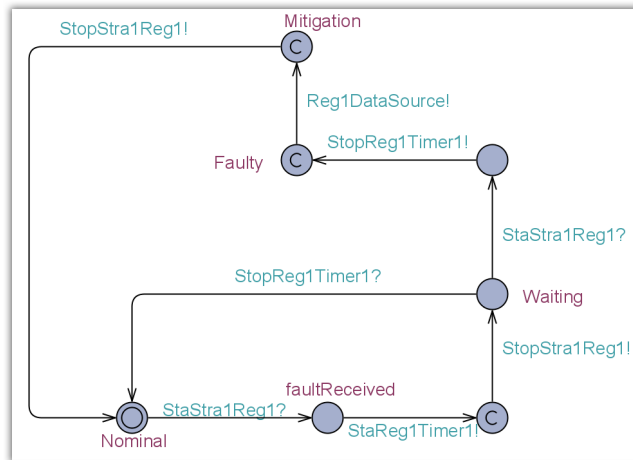 Mitigation
StopStra1Reg1!
C
Reg1DataSource!
StopReg1Timer1!
Faulty
C
StaStra1Reg1?
StopReg1Timer1?
Waiting
StopStra1Reg1!
faultReceived
StaStra1Reg1?
StaReg1Timer1!
C
Nominal